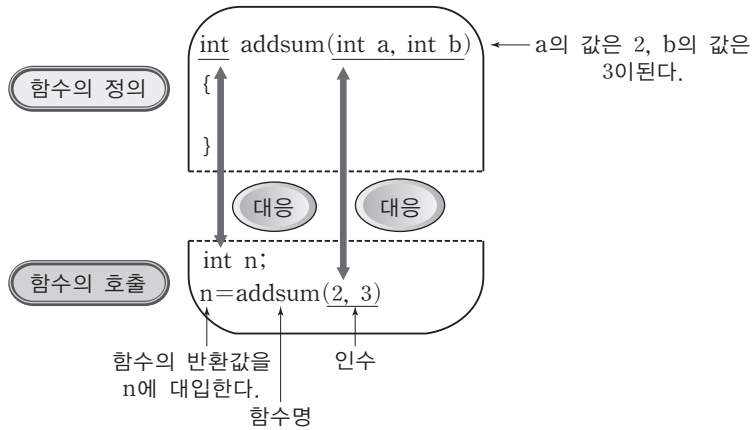 int addsum(int a, int b)
a의 값은 2, b의 값은
3이된다.
함수의 정의
{
}
대응
대응
int n;
함수의 호출
n=addsum(2, 3)
함수의 반환값을
n에 대입한다.
인수
함수명